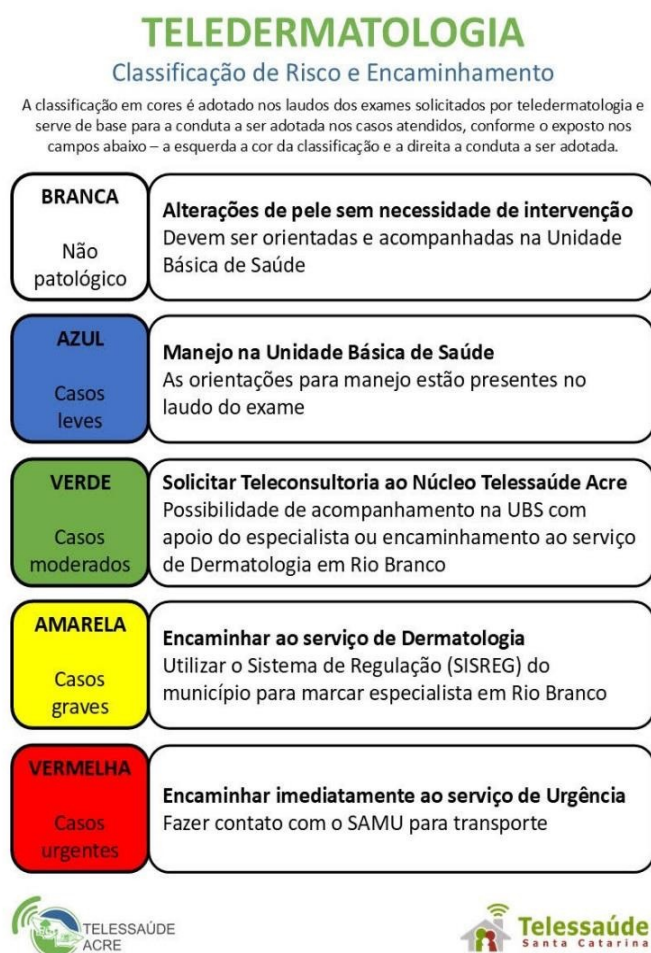 TELEDERMATOLOGIA
Classificação de Risco e Encaminhamento
A classificação em cores é adotado nos laudos dos exames solicitados por teledermatologia e
serve de base para a conduta a ser adotada nos casos atendidos, conforme o exposto nos
campos abaixo – a esquerda a cor da classificação e a direita a conduta a ser adotada.
BRANCA
Não
patológico
Alterações de pele sem necessidade de intervenção
Devem ser orientadas e acompanhadas na Unidade
Básica de Saúde
AZUL
Casos
leves
Manejo na Unidade Básica de Saúde
As orientações para manejo estão presentes no
laudo do exame
VERDE
Casos
moderados
Solicitar Teleconsultoria ao Núcleo Telessaúde Acre
Possibilidade de acompanhamento na UBS com
apoio do especialista ou encaminhamento ao serviço
de Dermatologia em Rio Branco
AMARELA
Casos
graves
Encaminhar ao serviço de Dermatologia
Utilizar o Sistema de Regulação (SISREG) do
município para marcar especialista em Rio Branco
VERMELHA
Casos
urgentes
Encaminhar imediatamente ao serviço de Urgência
Fazer contato com o SAMU para transporte
TELESSAÚDE
ACRE
Telessaúde
Santa Catarina